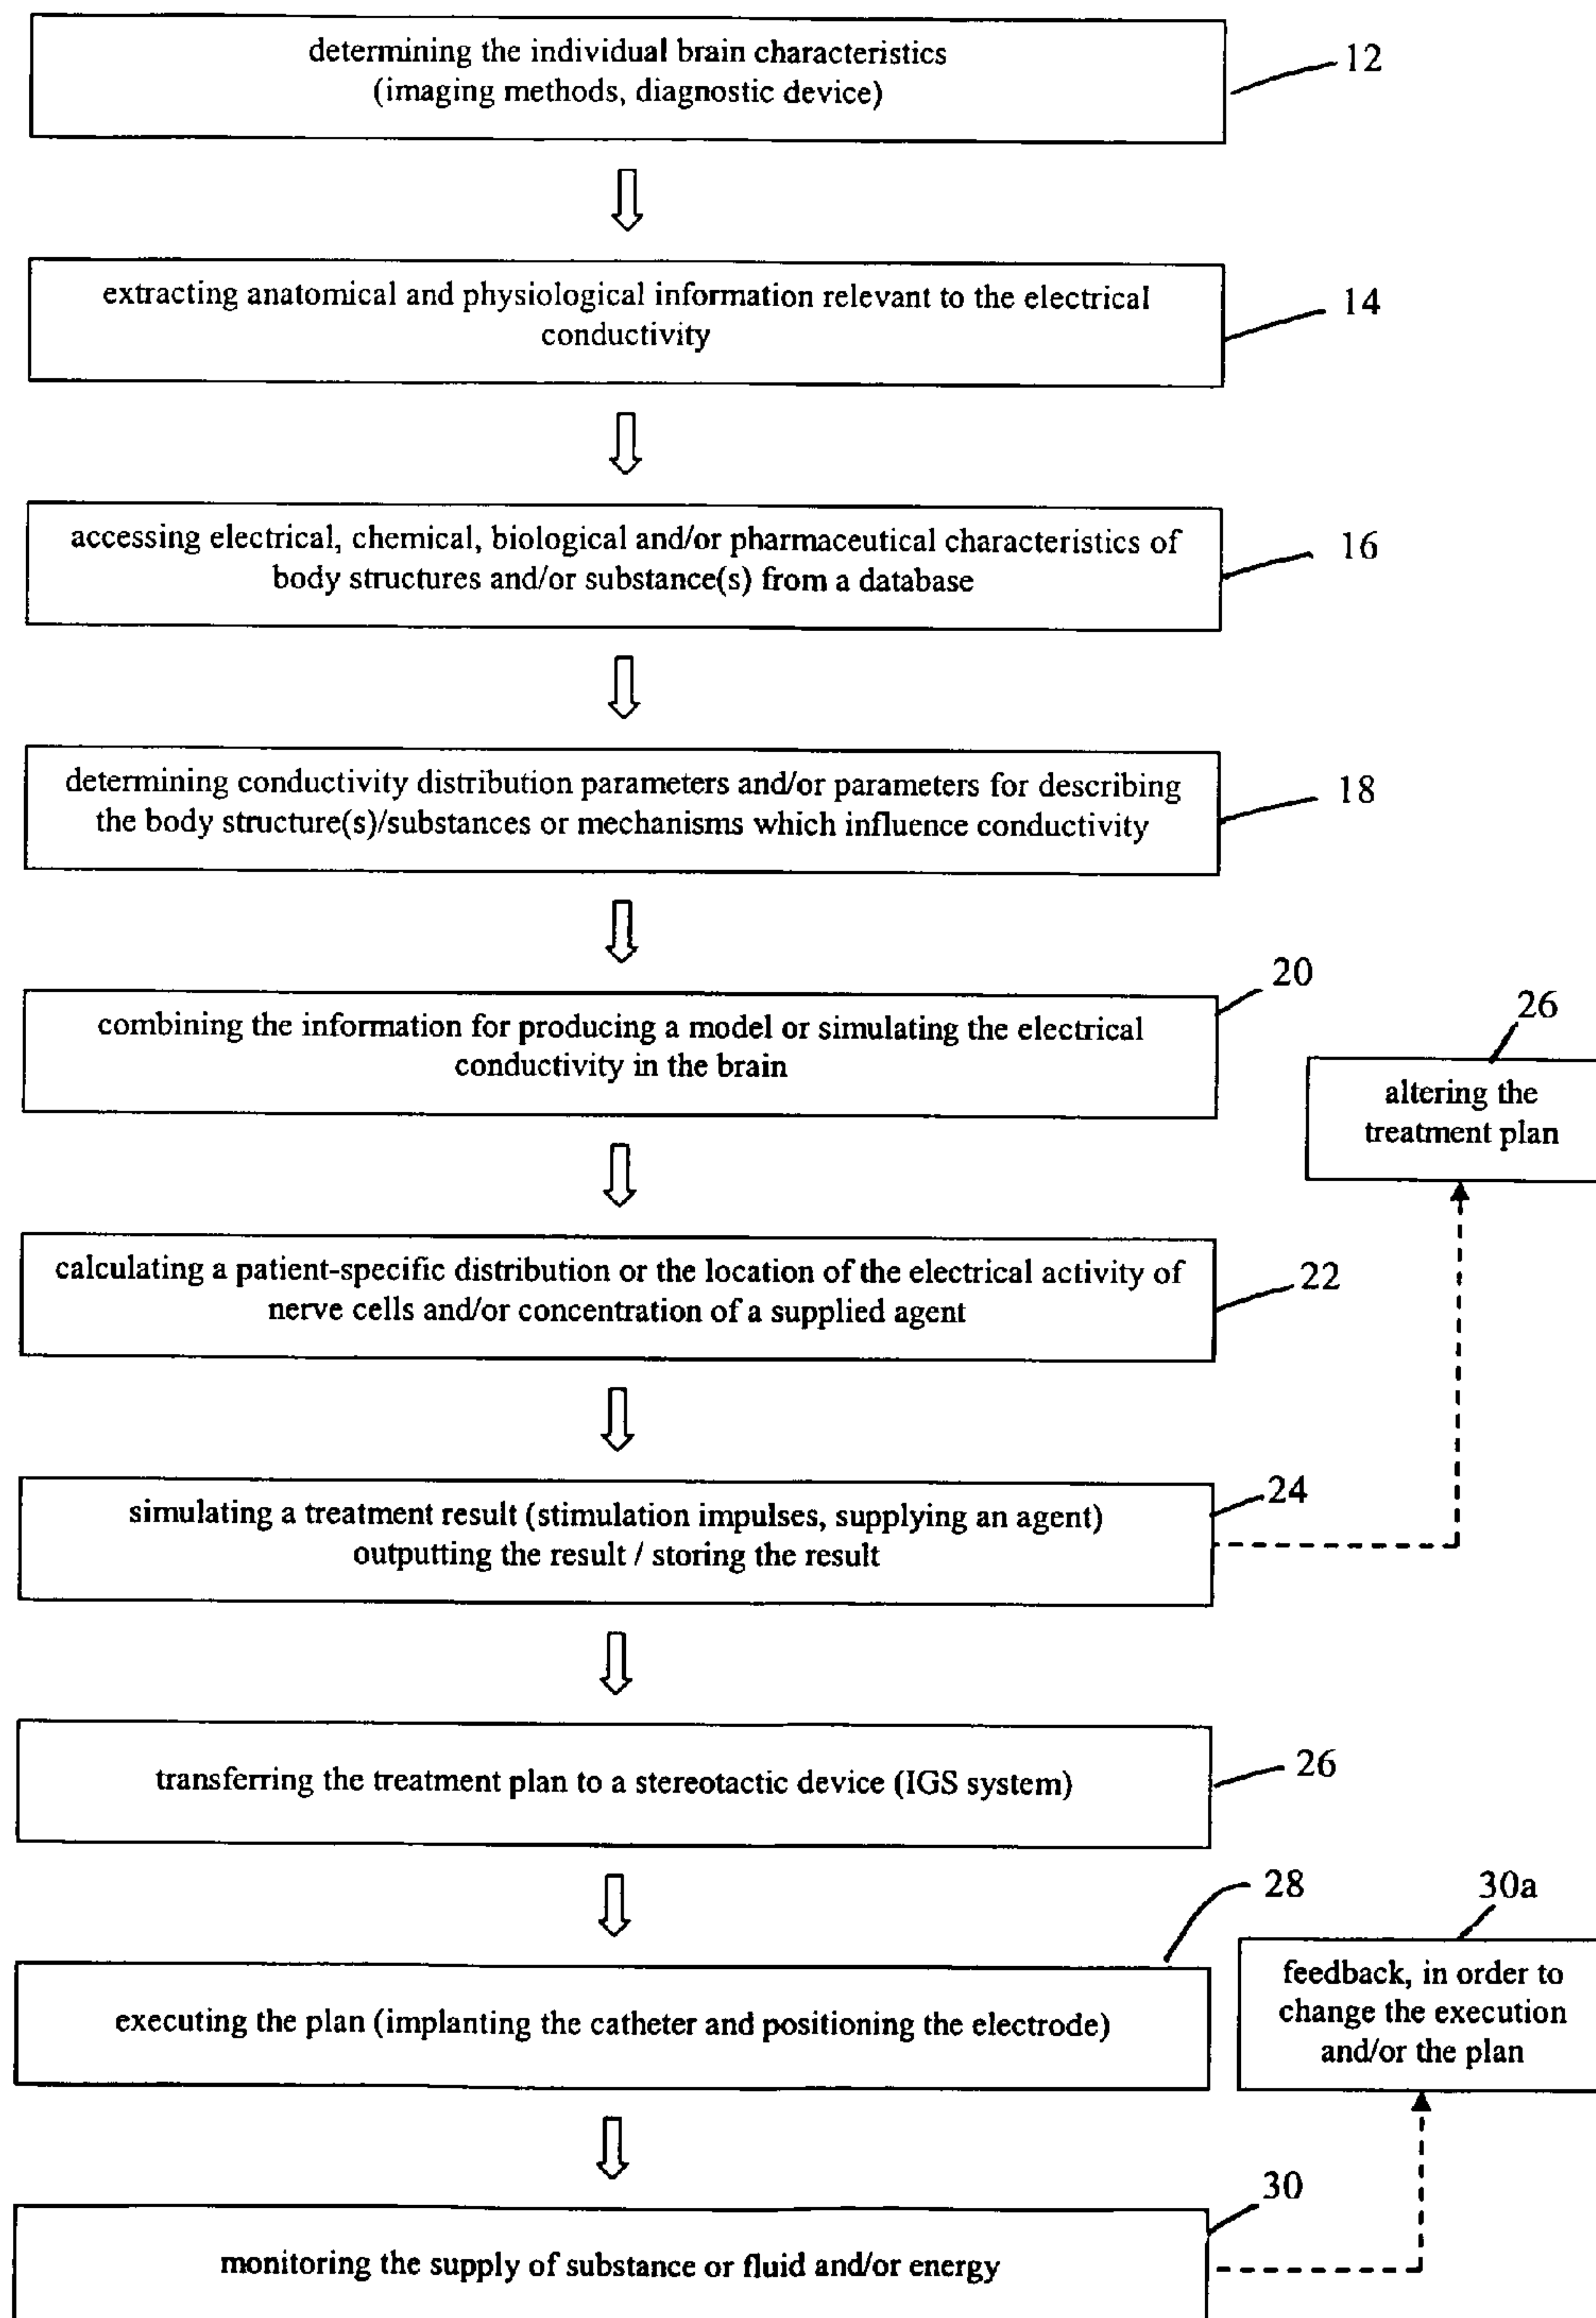 determining the individual brain characteristics
(imaging methods, diagnostic device)
12
extracting anatomical and physiological information relevant to the electrical
conductivity
14
accessing electrical, chemical, biological and/or pharmaceutical characteristics of
body structures and/or substance(s) from a database
16
determining conductivity distribution parameters and/or parameters for describing
the body structure(s)/substances or mechanisms which influence conductivity
18
combining the information for producing a model or simulating the electrical
conductivity in the brain
20
26
altering the
treatment plan
calculating a patient-specific distribution or the location of the electrical activity of
nerve cells and/or concentration of a supplied agent
22
simulating a treatment result (stimulation impulses, supplying an agent)
outputting the result / storing the result
24
transferring the treatment plan to a stereotactic device (IGS system)
26
executing the plan (implanting the catheter and positioning the electrode)
28
30a
feedback, in order to
change the execution
and/or the plan
monitoring the supply of substance or fluid and/or energy
30